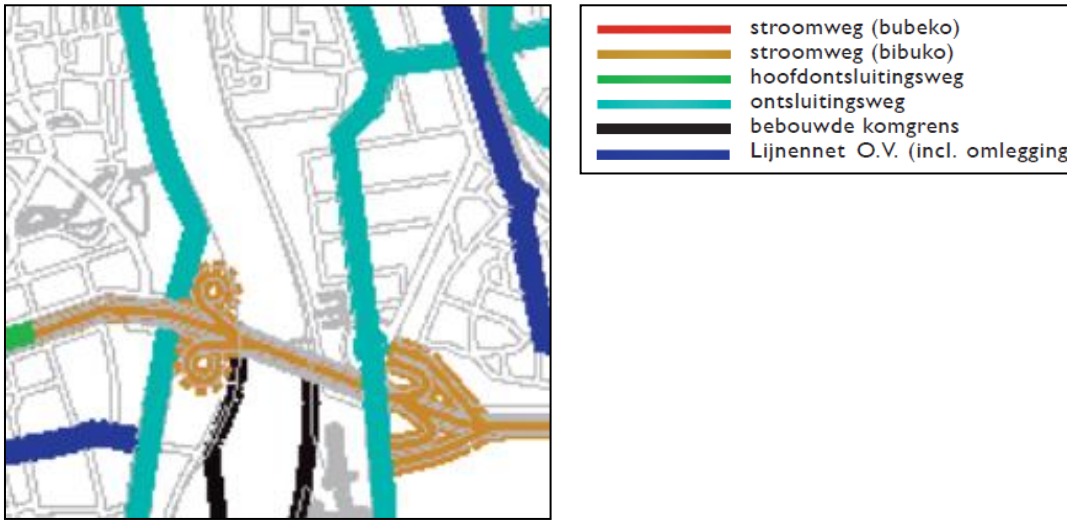 stroomweg (bubeko)
stroomweg (bibuko)
hoofdontsluitingsweg
ontsluitingsweg
bebouwde komgrens
Lijnennet O.V. (incl. omlegging